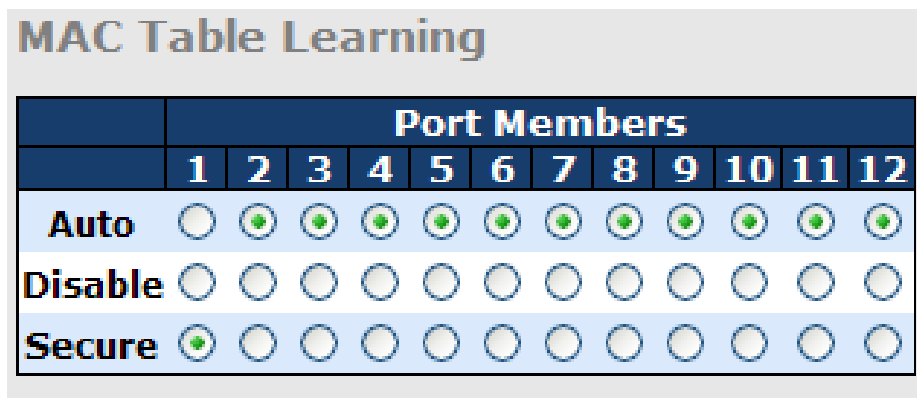 MAC Table Learning
Port Members
1 2 3 4 5 6 7 8 9 10 11 12
Auto
Disable
Secure